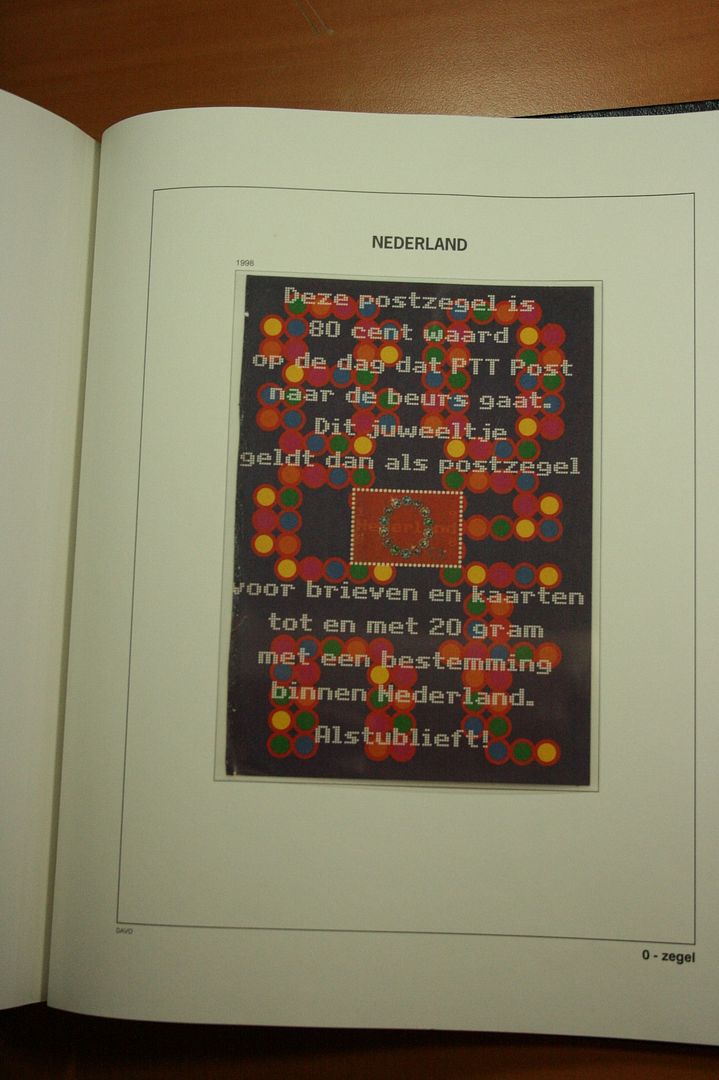 NEDERLAND
1998
Deze postzegel is
80 cent waard
op de dag dat PTT Post
naar de beurs gaat.
Dit juweeltje
geldt dan als postzegel
Nederland
voor brieven en kaarten
tot en met 20 gram
met een bestemming
binnen Nederland.
Alstublieft!
DAVO
0 - zegel